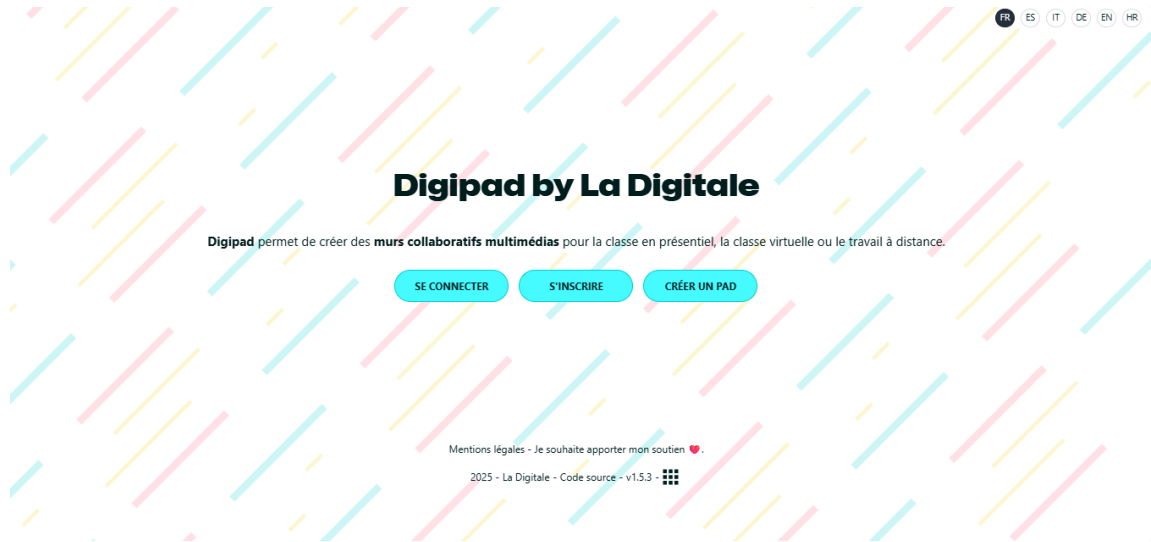 FR ES IT DE EN HR
Digipad by La Digitale
Digipad permet de créer des murs collaboratifs multimédias pour la classe en présentiel, la classe virtuelle ou le travail à distance.
SE CONNECTER S'INSCRIRE CRÉER UN PAD
Mentions légales - Je souhaite apporter mon soutien ❤.
2025 - La Digitale - Code source - v1.5.3 -